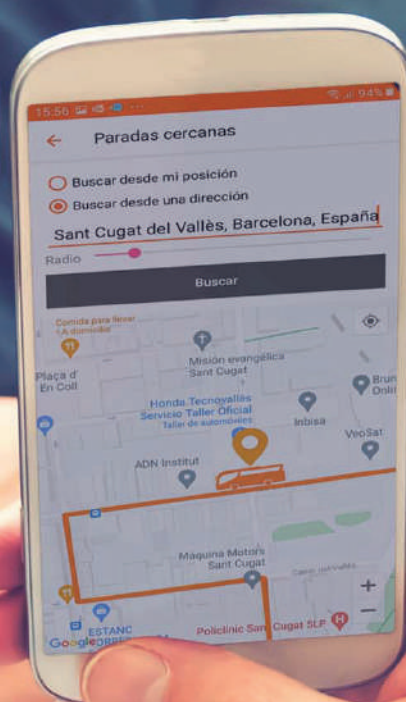 15:56
94%
Paradas cercanas
Buscar desde mi posición
Buscar desde una dirección
Sant Cugat del Vallès, Barcelona, España
Radio
Buscar
Comida para llevar
A domicilio
Misión evangélica
Sant Cugat
Plaça d'
En Coll
Honda Tecnovallès
Servicio Taller Oficial
Taller de automóviles
Inbisa
VeoSat
ADN Institut
Màquina Motors
Sant Cugat
+
−
ESTANC
Google
Policlínic Sant Cugat SLP
H